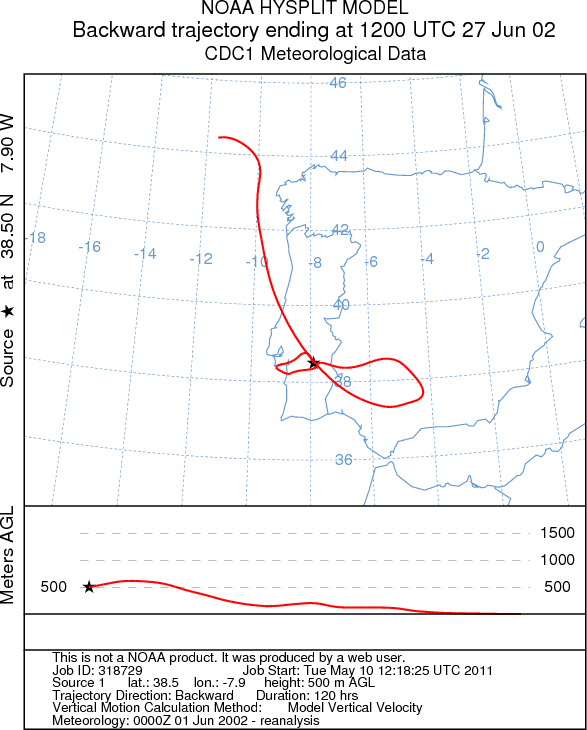 NOAA HYSPLIT MODEL
Backward trajectory ending at 1200 UTC 27 Jun 02
CDC1 Meteorological Data
Source ★ at 38.50 N 7.90 W
46
44
42
-18
-16
-14
-12
-10
-8
-6
-4
-2
0
40
38
36
Meters AGL
1500
1000
500
500
This is not a NOAA product. It was produced by a web user.
Job ID: 318729 Job Start: Tue May 10 12:18:25 UTC 2011
Source 1 lat.: 38.5 lon.: -7.9 height: 500 m AGL
Trajectory Direction: Backward Duration: 120 hrs
Vertical Motion Calculation Method: Model Vertical Velocity
Meteorology: 0000Z 01 Jun 2002 - reanalysis